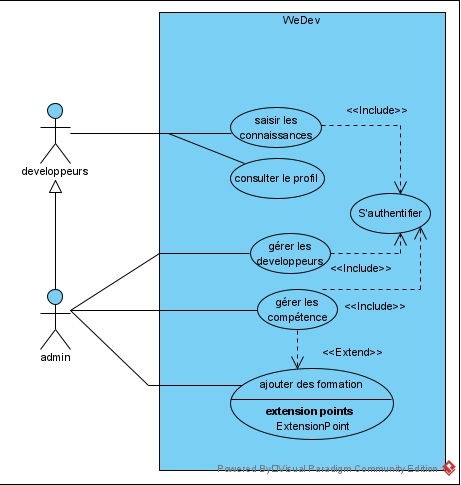 WeDev
<<Include>>
saisir les
connaissances
developpeurs
consulter le profil
S'authentifier
gérer les
developpeurs
<<Include>>
gérer les
compétence
<<Include>>
admin
<<Extend>>
ajouter des formation
extension points
ExtensionPoint
Powered By Visual Paradigm Community Edition